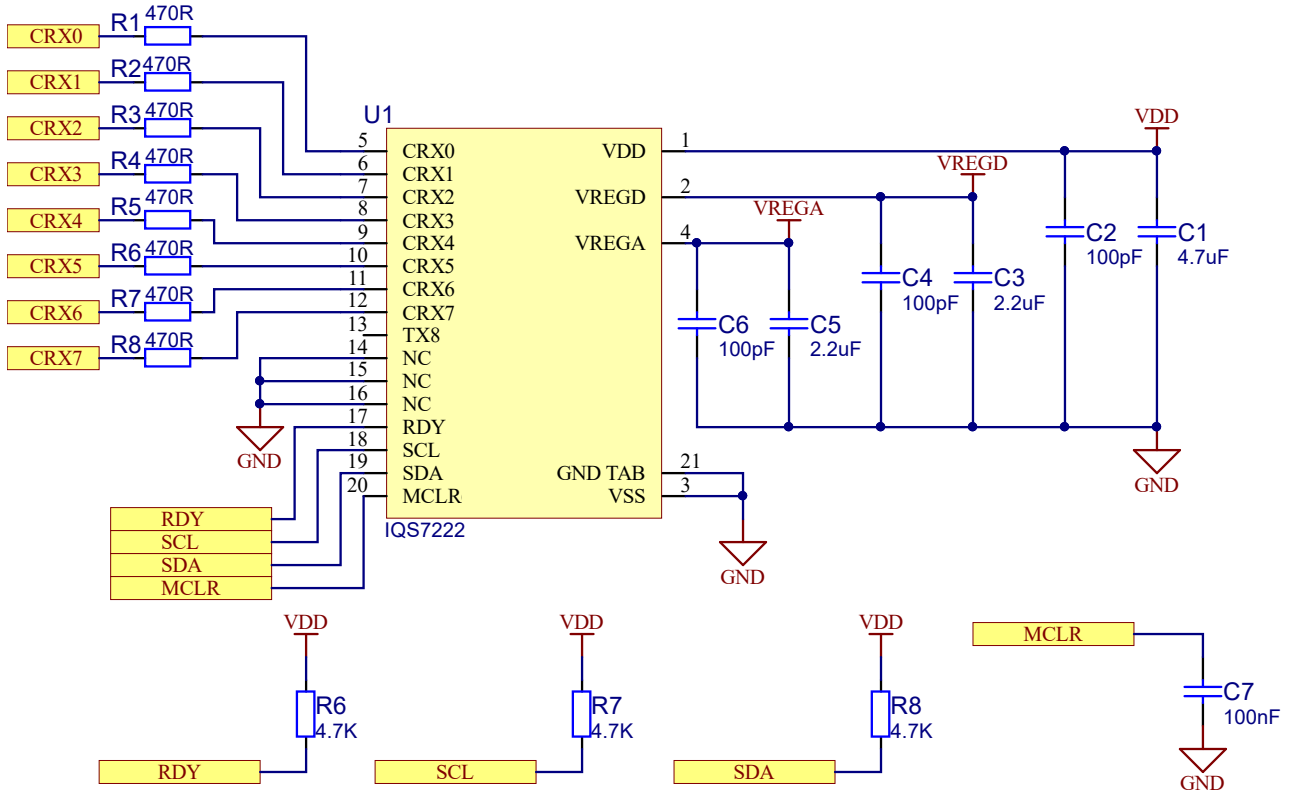 CRX0 R1 470R
CRX1 R2 470R
CRX2 R3 470R
CRX3 R4 470R
CRX4 R5 470R
CRX5 R6 470R
CRX6 R7 470R
CRX7 R8 470R
U1
5 CRX0
6 CRX1
7 CRX2
8 CRX3
9 CRX4
10 CRX5
11 CRX6
12 CRX7
13 TX8
14 NC
15 NC
16 NC
17 RDY
18 SCL
19 SDA
20 MCLR
VDD 1
VREGD 2
VREGA 4
GND TAB 21
VSS 3
IQS7222
GND
RDY
SCL
SDA
MCLR
VDD
VREGD
VREGA
C6
100pF
C5
2.2uF
C4
100pF
C3
2.2uF
C2
100pF
C1
4.7uF
GND
GND
VDD
R6
4.7K
RDY
VDD
R7
4.7K
SCL
VDD
R8
4.7K
SDA
MCLR
C7
100nF
GND